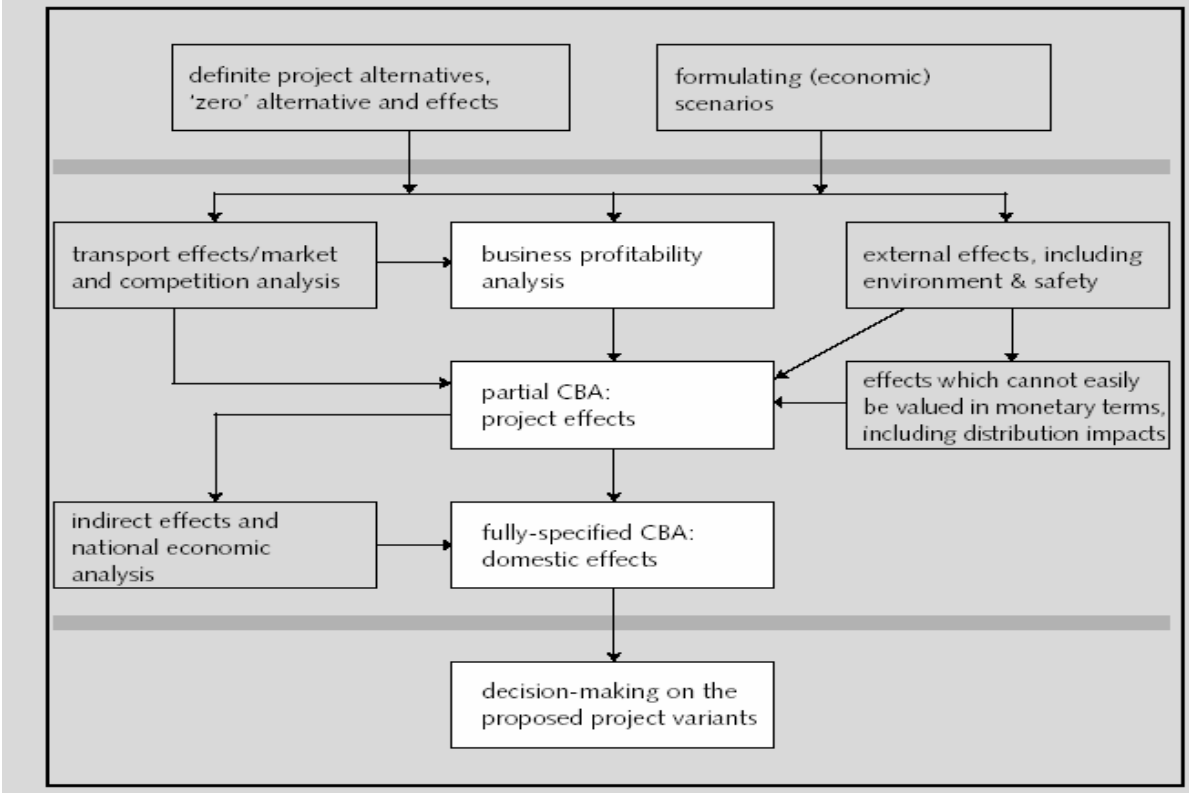 definite project alternatives,
‘zero’ alternative and effects
formulating (economic)
scenarios
transport effects/market
and competition analysis
business profitability
analysis
external effects, including
environment & safety
partial CBA:
project effects
effects which cannot easily
be valued in monetary terms,
including distribution impacts
indirect effects and
national economic
analysis
fully-specified CBA:
domestic effects
decision-making on the
proposed project variants